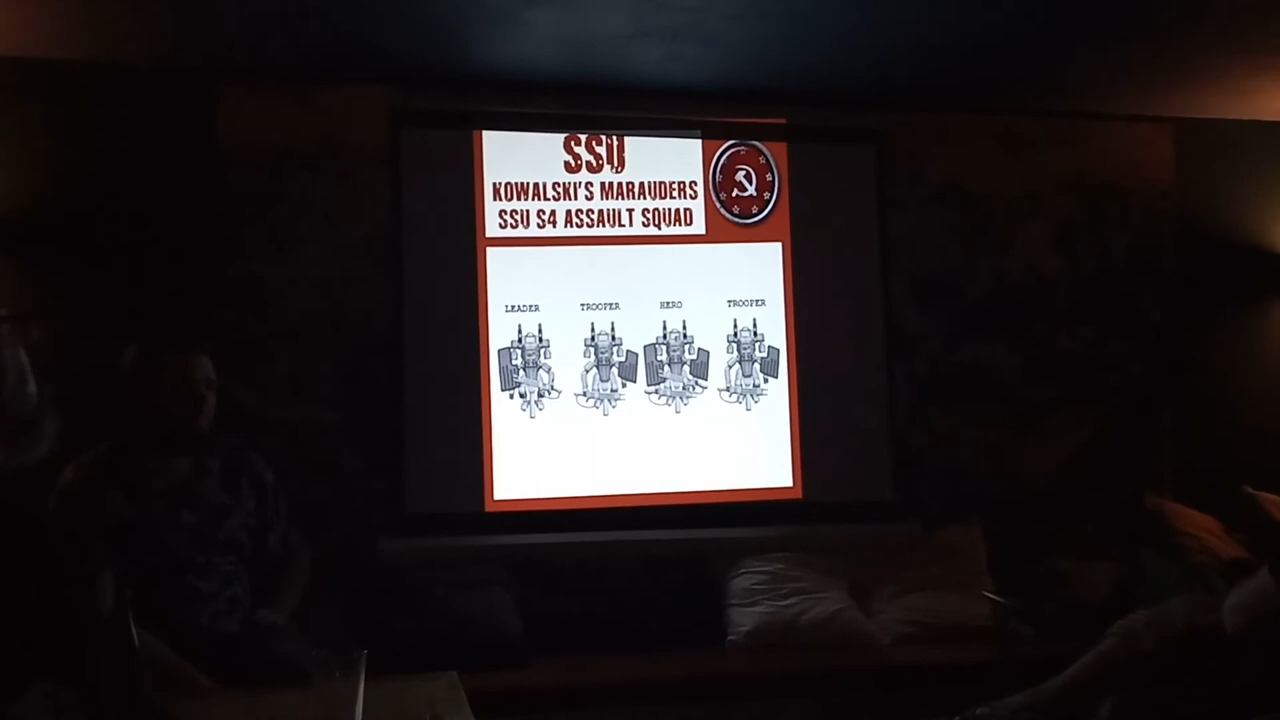 SSU
KOWALSKI'S MARAUDERS
SSU S4 ASSAULT SQUAD
LEADER TROOPER HERO TROOPER